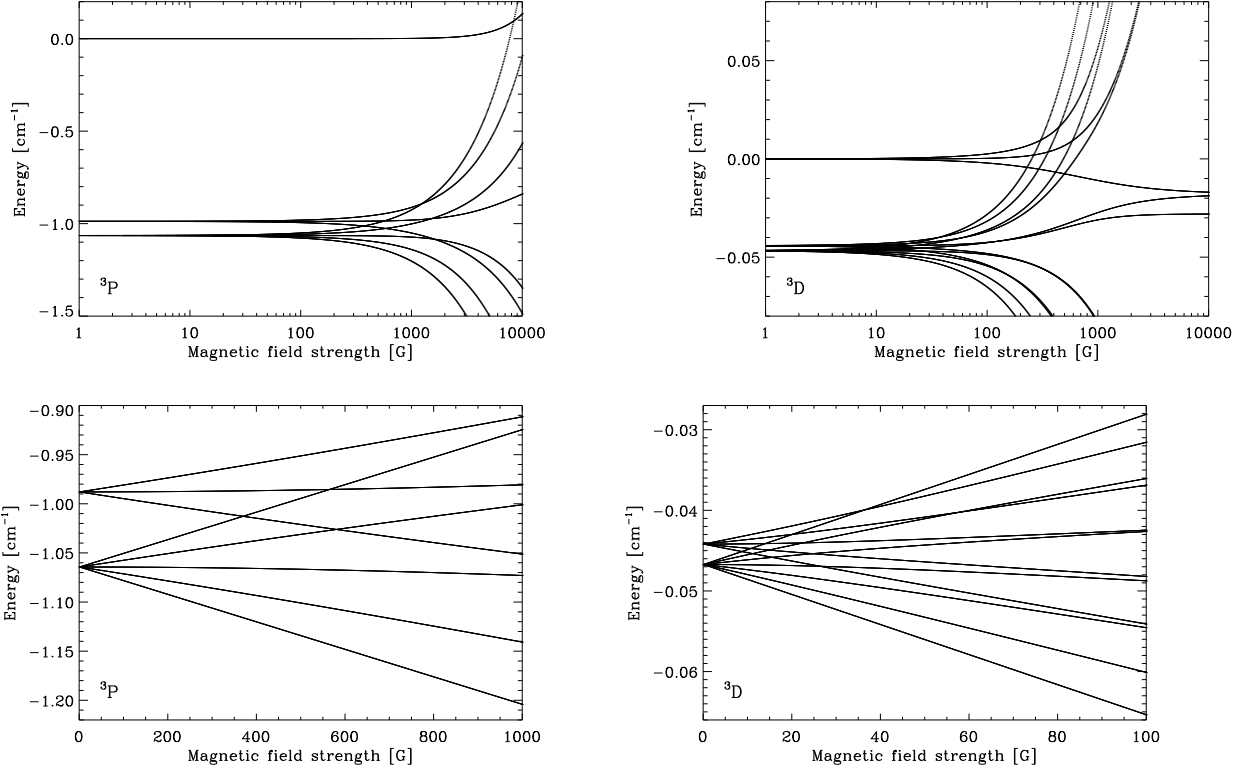 0.0
−0.5
−1.0
−1.5
Energy [cm⁻¹]
³P
1 10 100 1000 10000
Magnetic field strength [G]
0.05
0.00
−0.05
Energy [cm⁻¹]
³D
1 10 100 1000 10000
Magnetic field strength [G]
−0.90
−0.95
−1.00
−1.05
−1.10
−1.15
−1.20
Energy [cm⁻¹]
³P
0 200 400 600 800 1000
Magnetic field strength [G]
−0.03
−0.04
−0.05
−0.06
Energy [cm⁻¹]
³D
0 20 40 60 80 100
Magnetic field strength [G]